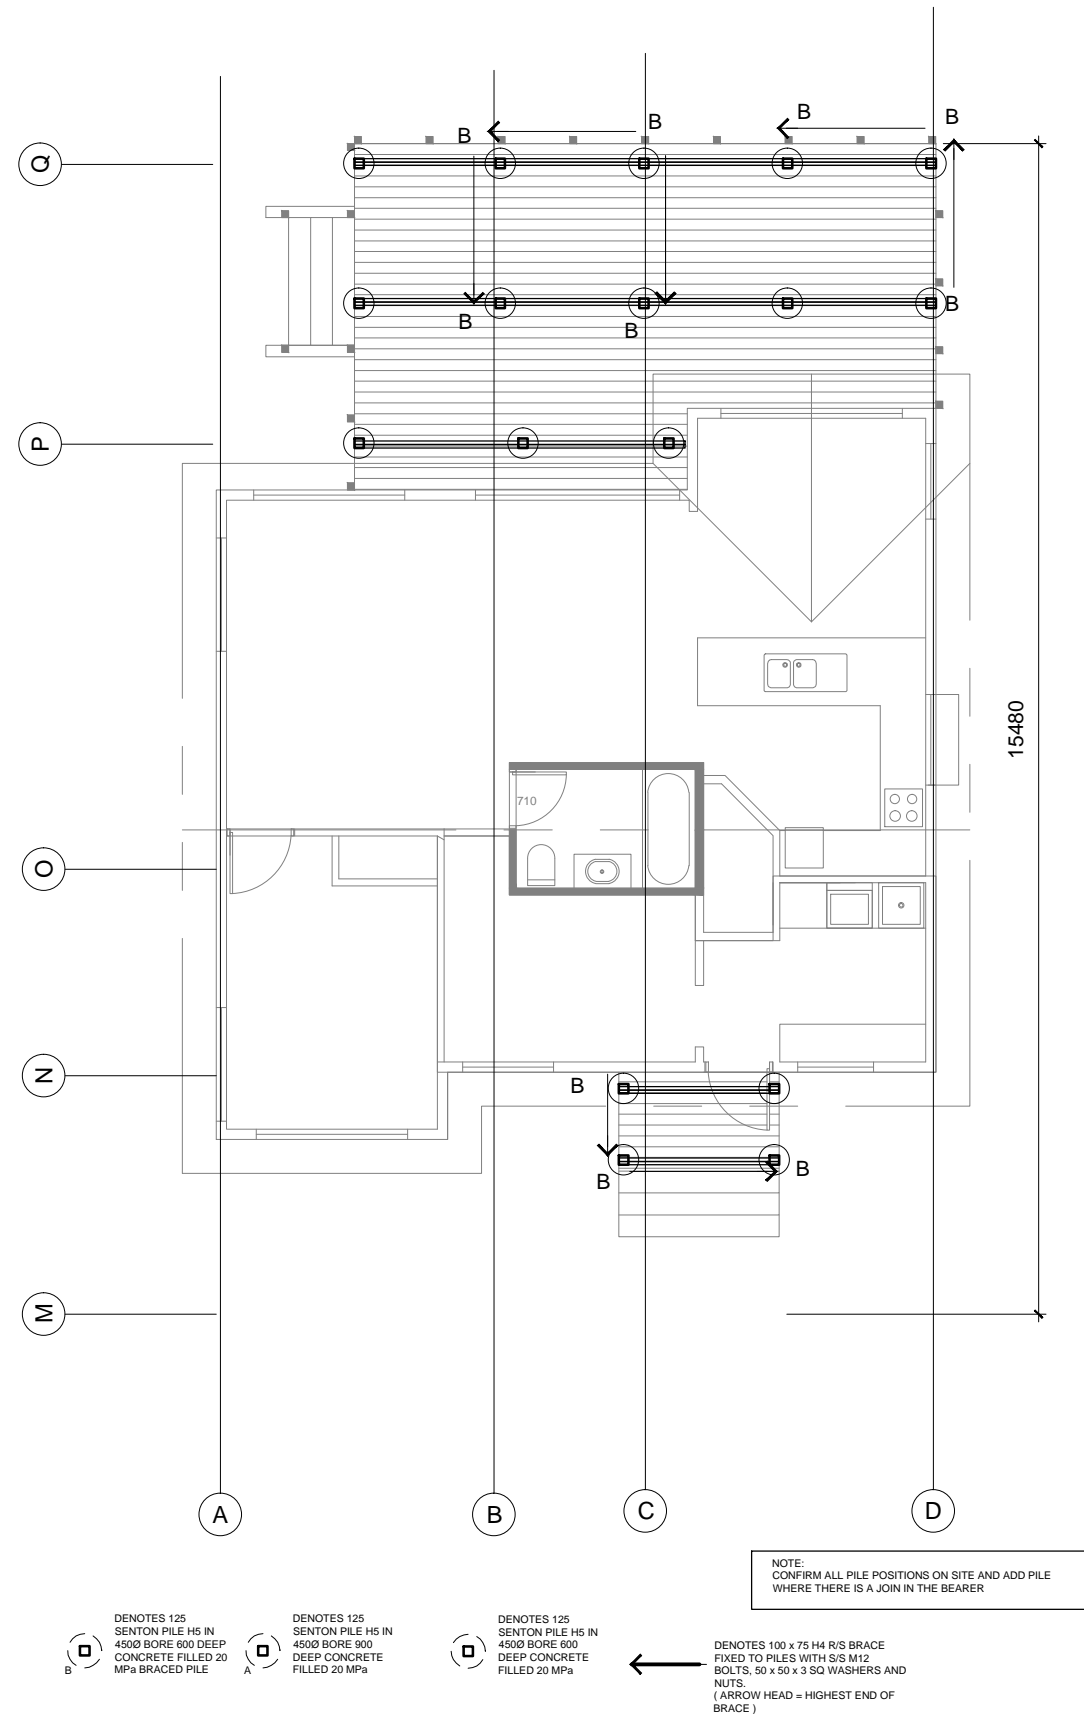 B
B
B
B
Q
B
B
B
P
15480
710
O
N
B
B
B
M
A
B
C
D
NOTE:
CONFIRM ALL PILE POSITIONS ON SITE AND ADD PILE
WHERE THERE IS A JOIN IN THE BEARER
DENOTES 125
SENTON PILE H5 IN
450Ø BORE 600 DEEP
CONCRETE FILLED 20
MPa BRACED PILE
B
DENOTES 125
SENTON PILE H5 IN
450Ø BORE 900
DEEP CONCRETE
FILLED 20 MPa
A
DENOTES 125
SENTON PILE H5 IN
450Ø BORE 600
DEEP CONCRETE
FILLED 20 MPa
DENOTES 100 x 75 H4 R/S BRACE
FIXED TO PILES WITH S/S M12
BOLTS, 50 x 50 x 3 SQ WASHERS AND
NUTS.
( ARROW HEAD = HIGHEST END OF
BRACE )